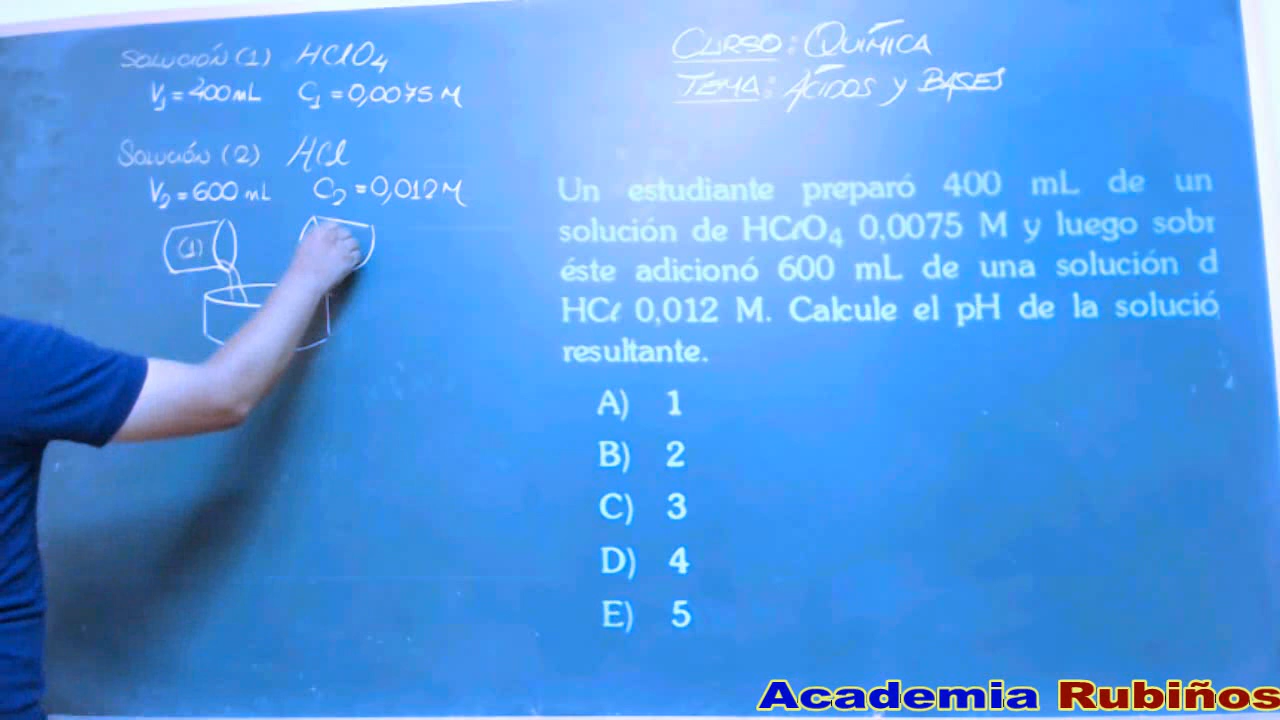 SOLUCIÓN (1) HClO4
V1 = 400 mL C1 = 0,0075 M
SOLUCIÓN (2) HCl
V2 = 600 mL C2 = 0,012 M
(1)
CURSO: QUÍMICA
TEMA: ÁCIDOS Y BASES
Un estudiante preparó 400 mL de un
solución de HClO4 0,0075 M y luego sobr
éste adicionó 600 mL de una solución d
HCl 0,012 M. Calcule el pH de la solució
resultante.
A) 1
B) 2
C) 3
D) 4
E) 5
Academia Rubiños